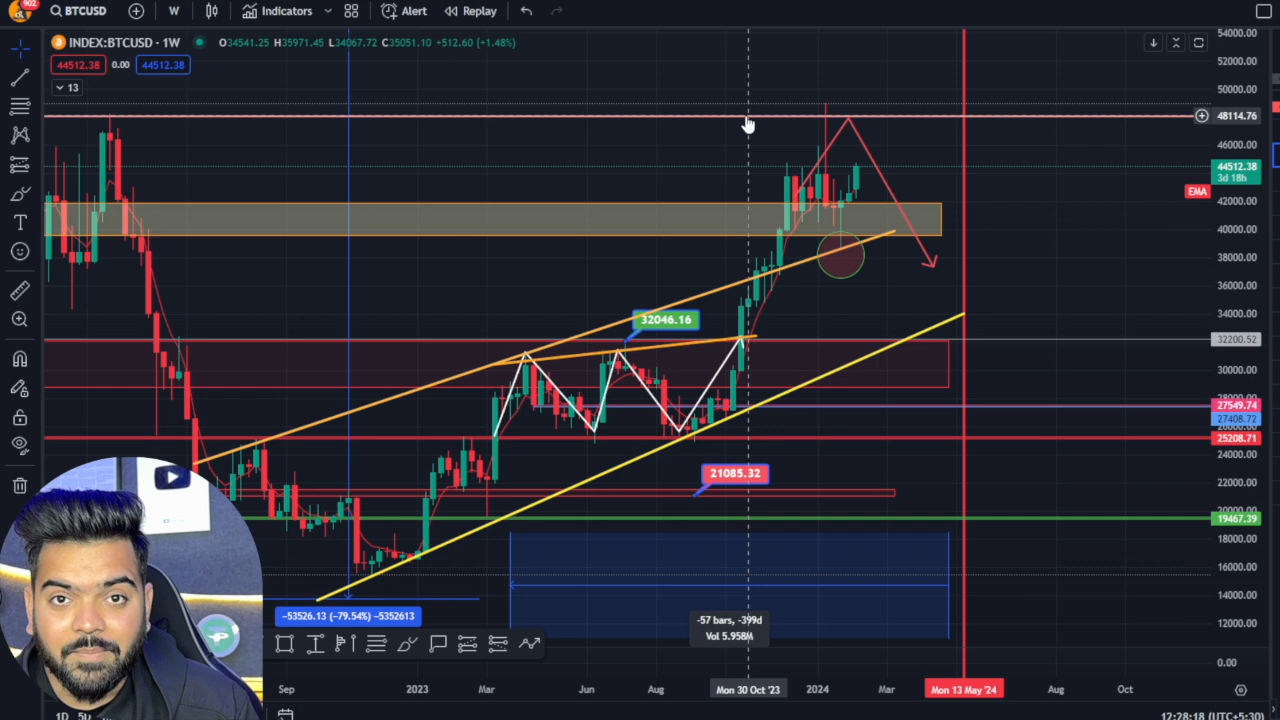 902
BTCUSD
W
Indicators
Alert
Replay
INDEX:BTCUSD · 1W
O34541.25 H35971.45 L34067.72 C35051.10 +512.60 (+1.48%)
44512.38
0.00
44512.38
13
54000.00
52000.00
50000.00
48114.76
46000.00
44512.38
3d 18h
EMA
42000.00
40000.00
38000.00
36000.00
34000.00
32200.52
32046.16
30000.00
27549.74
27408.72
25208.71
21085.32
22000.00
19467.39
18000.00
16000.00
14000.00
12000.00
0.00
−53526.13 (−79.54%) −5352613
-57 bars, -399d
Vol 5.958M
Sep
2023
Mar
Jun
Aug
Mon 30 Oct '23
2024
Mar
Mon 13 May '24
Aug
Oct
1D
5D
12:28:18 (UTC+5:30)